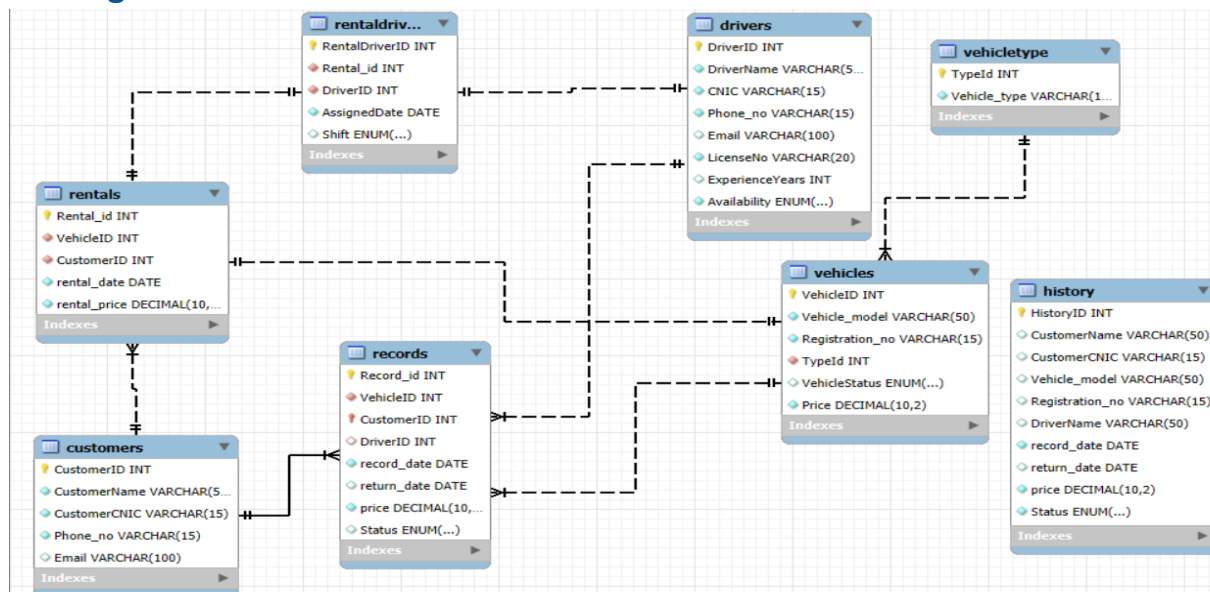 rentaldriv...
RentalDriverID INT
Rental_id INT
DriverID INT
AssignedDate DATE
Shift ENUM(...)
Indexes
drivers
DriverID INT
DriverName VARCHAR(5...
CNIC VARCHAR(15)
Phone_no VARCHAR(15)
Email VARCHAR(100)
LicenseNo VARCHAR(20)
ExperienceYears INT
Availability ENUM(...)
Indexes
vehicletype
TypeId INT
Vehicle_type VARCHAR(1...
Indexes
rentals
Rental_id INT
VehicleID INT
CustomerID INT
rental_date DATE
rental_price DECIMAL(10,...
Indexes
vehicles
VehicleID INT
Vehicle_model VARCHAR(50)
Registration_no VARCHAR(15)
TypeId INT
VehicleStatus ENUM(...)
Price DECIMAL(10,2)
Indexes
history
HistoryID INT
CustomerName VARCHAR(50)
CustomerCNIC VARCHAR(15)
Vehicle_model VARCHAR(50)
Registration_no VARCHAR(15)
DriverName VARCHAR(50)
record_date DATE
return_date DATE
price DECIMAL(10,2)
Status ENUM(...)
Indexes
records
Record_id INT
VehicleID INT
CustomerID INT
DriverID INT
record_date DATE
return_date DATE
price DECIMAL(10,...
Status ENUM(...)
Indexes
customers
CustomerID INT
CustomerName VARCHAR(5...
CustomerCNIC VARCHAR(15)
Phone_no VARCHAR(15)
Email VARCHAR(100)
Indexes